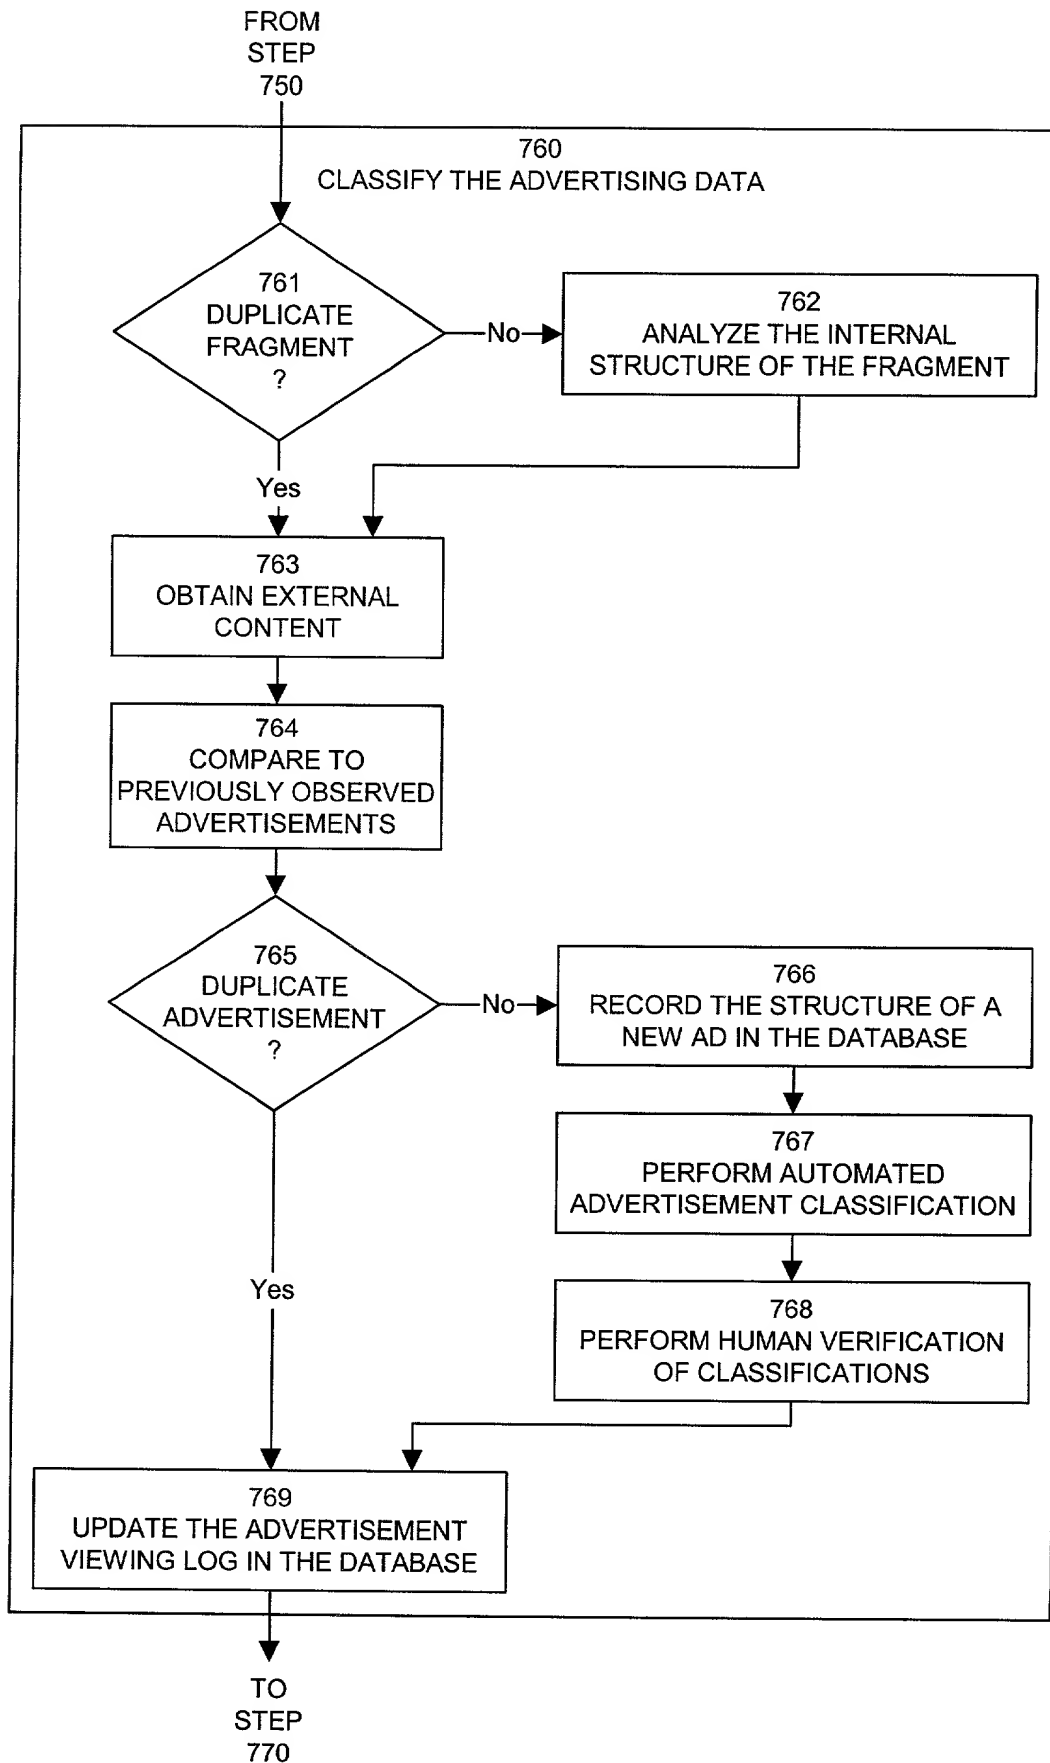 FROM
STEP
750
760
CLASSIFY THE ADVERTISING DATA
761
DUPLICATE
FRAGMENT
?
No
762
ANALYZE THE INTERNAL
STRUCTURE OF THE FRAGMENT
Yes
763
OBTAIN EXTERNAL
CONTENT
764
COMPARE TO
PREVIOUSLY OBSERVED
ADVERTISEMENTS
765
DUPLICATE
ADVERTISEMENT
?
No
766
RECORD THE STRUCTURE OF A
NEW AD IN THE DATABASE
767
PERFORM AUTOMATED
ADVERTISEMENT CLASSIFICATION
Yes
768
PERFORM HUMAN VERIFICATION
OF CLASSIFICATIONS
769
UPDATE THE ADVERTISEMENT
VIEWING LOG IN THE DATABASE
TO
STEP
770